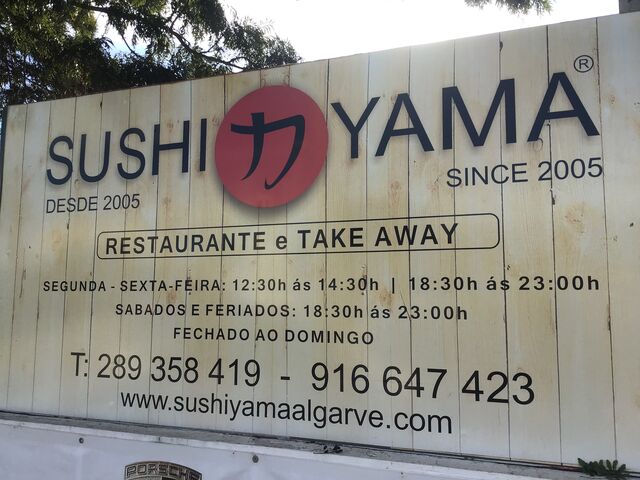 SUSHI 力 YAMA ®
DESDE 2005
SINCE 2005
RESTAURANTE e TAKE AWAY
SEGUNDA - SEXTA-FEIRA: 12:30h ás 14:30h | 18:30h ás 23:00h
SABADOS E FERIADOS: 18:30h ás 23:00h
FECHADO AO DOMINGO
T: 289 358 419 - 916 647 423
www.sushiyamaalgarve.com
PORSCHE